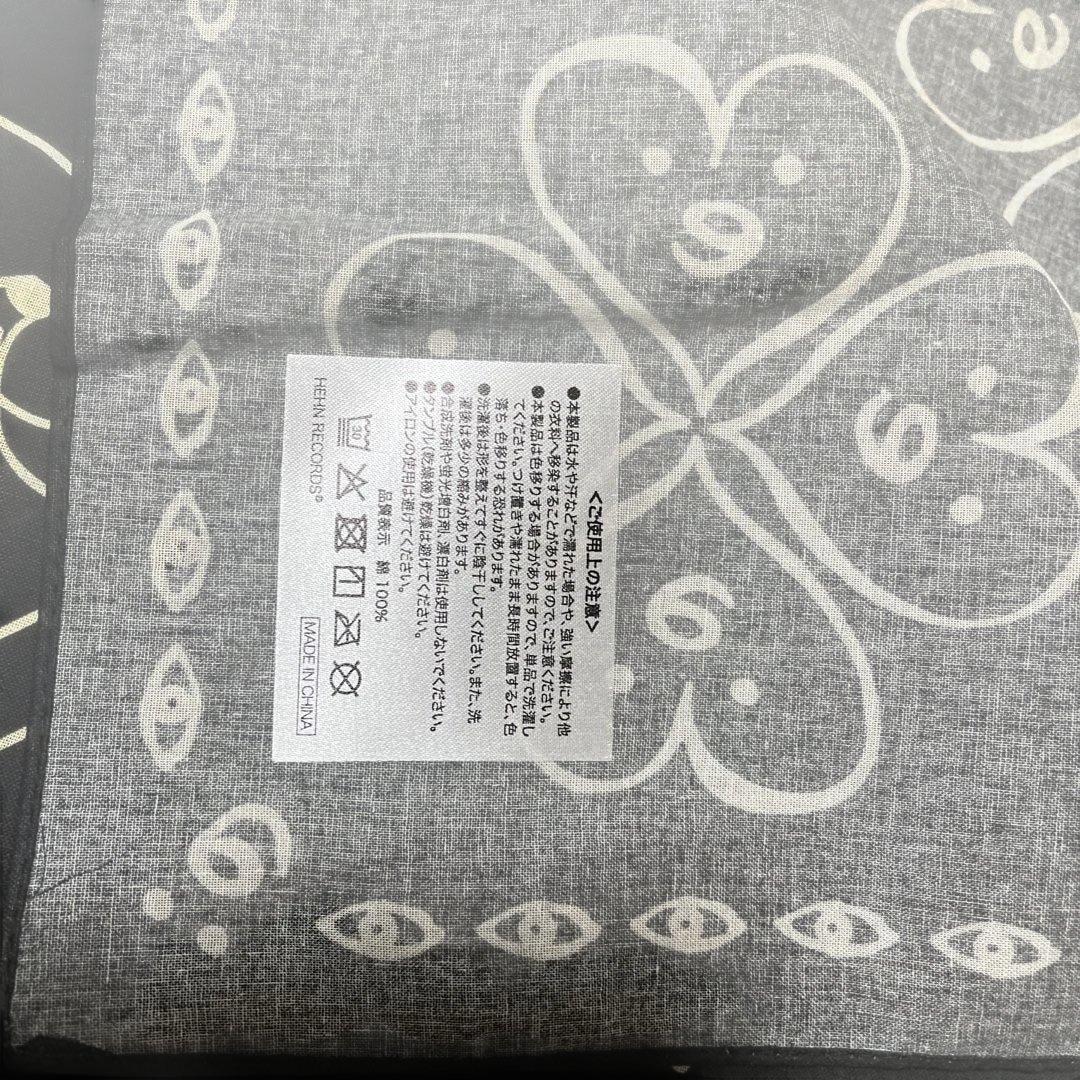 <ご使用上の注意>
●本製品は水や汗などで濡れた場合や、強い摩擦により他
の衣料へ移染することがありますので、ご注意ください。
●本製品は色移りする場合がありますので、単品で洗濯し
てください。つけ置きや濡れたまま長時間放置すると、色
落ち・色移りする恐れがあります。
●洗濯後は形を整えてすぐに陰干ししてください。また、洗
濯後は多少の縮みがあります。
●合成洗剤や蛍光増白剤、漂白剤は使用しないでください。
●タンブル(乾燥機)乾燥は避けてください。
●アイロンの使用は避けてください。
品質表示 綿 100%
30
HEHN RECORDS®
MADE IN CHINA